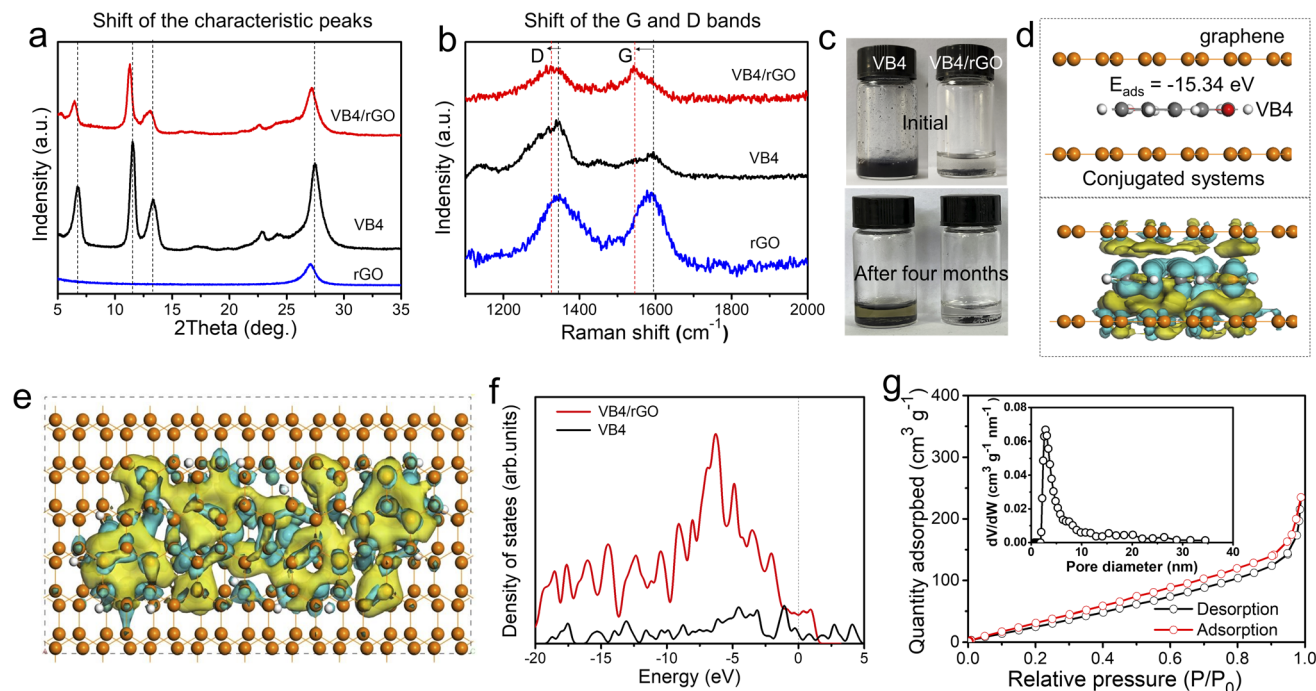 Shift of the characteristic peaks
a
VB4/rGO
VB4
rGO
Indensity (a.u.)
5 10 15 20 25 30 35
2Theta (deg.)
Shift of the G and D bands
b
D
G
VB4/rGO
VB4
rGO
Indensity (a.u.)
1200 1400 1600 1800 2000
Raman shift (cm⁻¹)
c
VB4 VB4/rGO
Initial
After four months
d
graphene
E_ads = -15.34 eV
VB4
Conjugated systems
e
f
VB4/rGO
VB4
Density of states (arb.units)
-20 -15 -10 -5 0 5
Energy (eV)
g
Quantity adsorbed (cm³ g⁻¹)
400
300
200
100
0
dV/dW (cm³ g⁻¹ nm⁻¹)
0.08
0.06
0.04
0.02
0.00
0 10 20 30 40
Pore diameter (nm)
Desorption
Adsorption
0.0 0.2 0.4 0.6 0.8 1.0
Relative pressure (P/P₀)